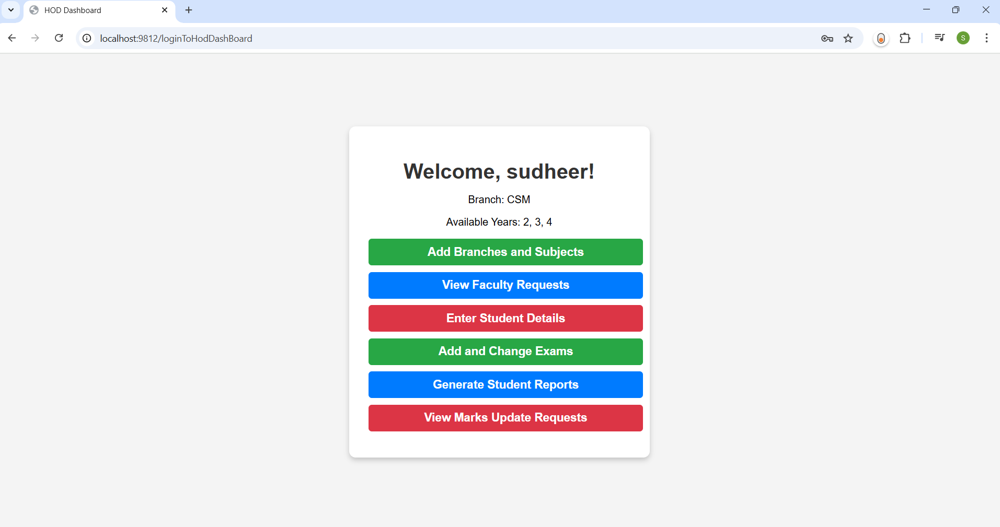 HOD Dashboard
localhost:9812/loginToHodDashBoard
S
Welcome, sudheer!
Branch: CSM
Available Years: 2, 3, 4
Add Branches and Subjects
View Faculty Requests
Enter Student Details
Add and Change Exams
Generate Student Reports
View Marks Update Requests